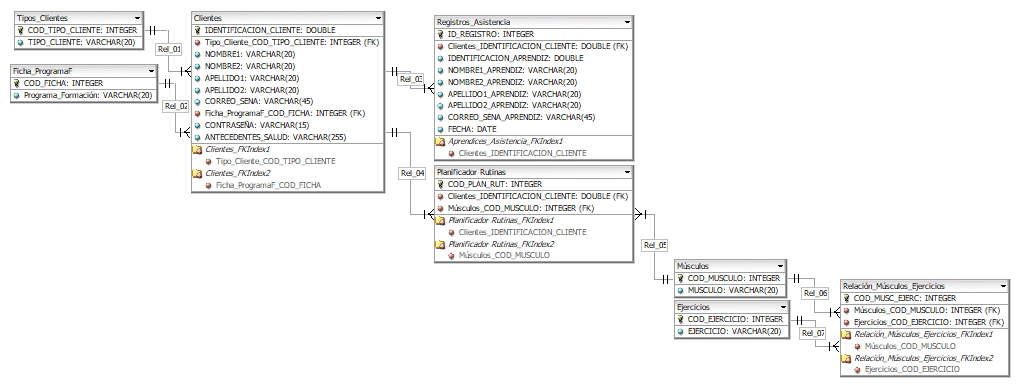 Tipos_Clientes
COD_TIPO_CLIENTE: INTEGER
TIPO_CLIENTE: VARCHAR(20)
Rel_01
Ficha_ProgramaF
COD_FICHA: INTEGER
Programa_Formación: VARCHAR(20)
Rel_02
Clientes
IDENTIFICACION_CLIENTE: DOUBLE
Tipo_Cliente_COD_TIPO_CLIENTE: INTEGER (FK)
NOMBRE1: VARCHAR(20)
NOMBRE2: VARCHAR(20)
APELLIDO1: VARCHAR(20)
APELLIDO2: VARCHAR(20)
CORREO_SENA: VARCHAR(45)
Ficha_ProgramaF_COD_FICHA: INTEGER (FK)
CONTRASEÑA: VARCHAR(15)
ANTECEDENTES_SALUD: VARCHAR(255)
Clientes_FKIndex1
Tipo_Cliente_COD_TIPO_CLIENTE
Clientes_FKIndex2
Ficha_ProgramaF_COD_FICHA
Rel_03
Rel_04
Registros_Asistencia
ID_REGISTRO: INTEGER
Clientes_IDENTIFICACION_CLIENTE: DOUBLE (FK)
IDENTIFICACION_APRENDIZ: DOUBLE
NOMBRE1_APRENDIZ: VARCHAR(20)
NOMBRE2_APRENDIZ: VARCHAR(20)
APELLIDO1_APRENDIZ: VARCHAR(20)
APELLIDO2_APRENDIZ: VARCHAR(20)
CORREO_SENA_APRENDIZ: VARCHAR(45)
FECHA: DATE
Aprendices_Asistencia_FKIndex1
Clientes_IDENTIFICACION_CLIENTE
Planificador Rutinas
COD_PLAN_RUT: INTEGER
Clientes_IDENTIFICACION_CLIENTE: DOUBLE (FK)
Músculos_COD_MUSCULO: INTEGER (FK)
Planificador Rutinas_FKIndex1
Clientes_IDENTIFICACION_CLIENTE
Planificador Rutinas_FKIndex2
Músculos_COD_MUSCULO
Rel_05
Músculos
COD_MUSCULO: INTEGER
MUSCULO: VARCHAR(20)
Rel_06
Ejercicios
COD_EJERCICIO: INTEGER
EJERCICIO: VARCHAR(20)
Rel_07
Relación_Músculos_Ejercicios
COD_MUSC_EJERC: INTEGER
Músculos_COD_MUSCULO: INTEGER (FK)
Ejercicios_COD_EJERCICIO: INTEGER (FK)
Relación_Músculos_Ejercicios_FKIndex1
Músculos_COD_MUSCULO
Relación_Músculos_Ejercicios_FKIndex2
Ejercicios_COD_EJERCICIO